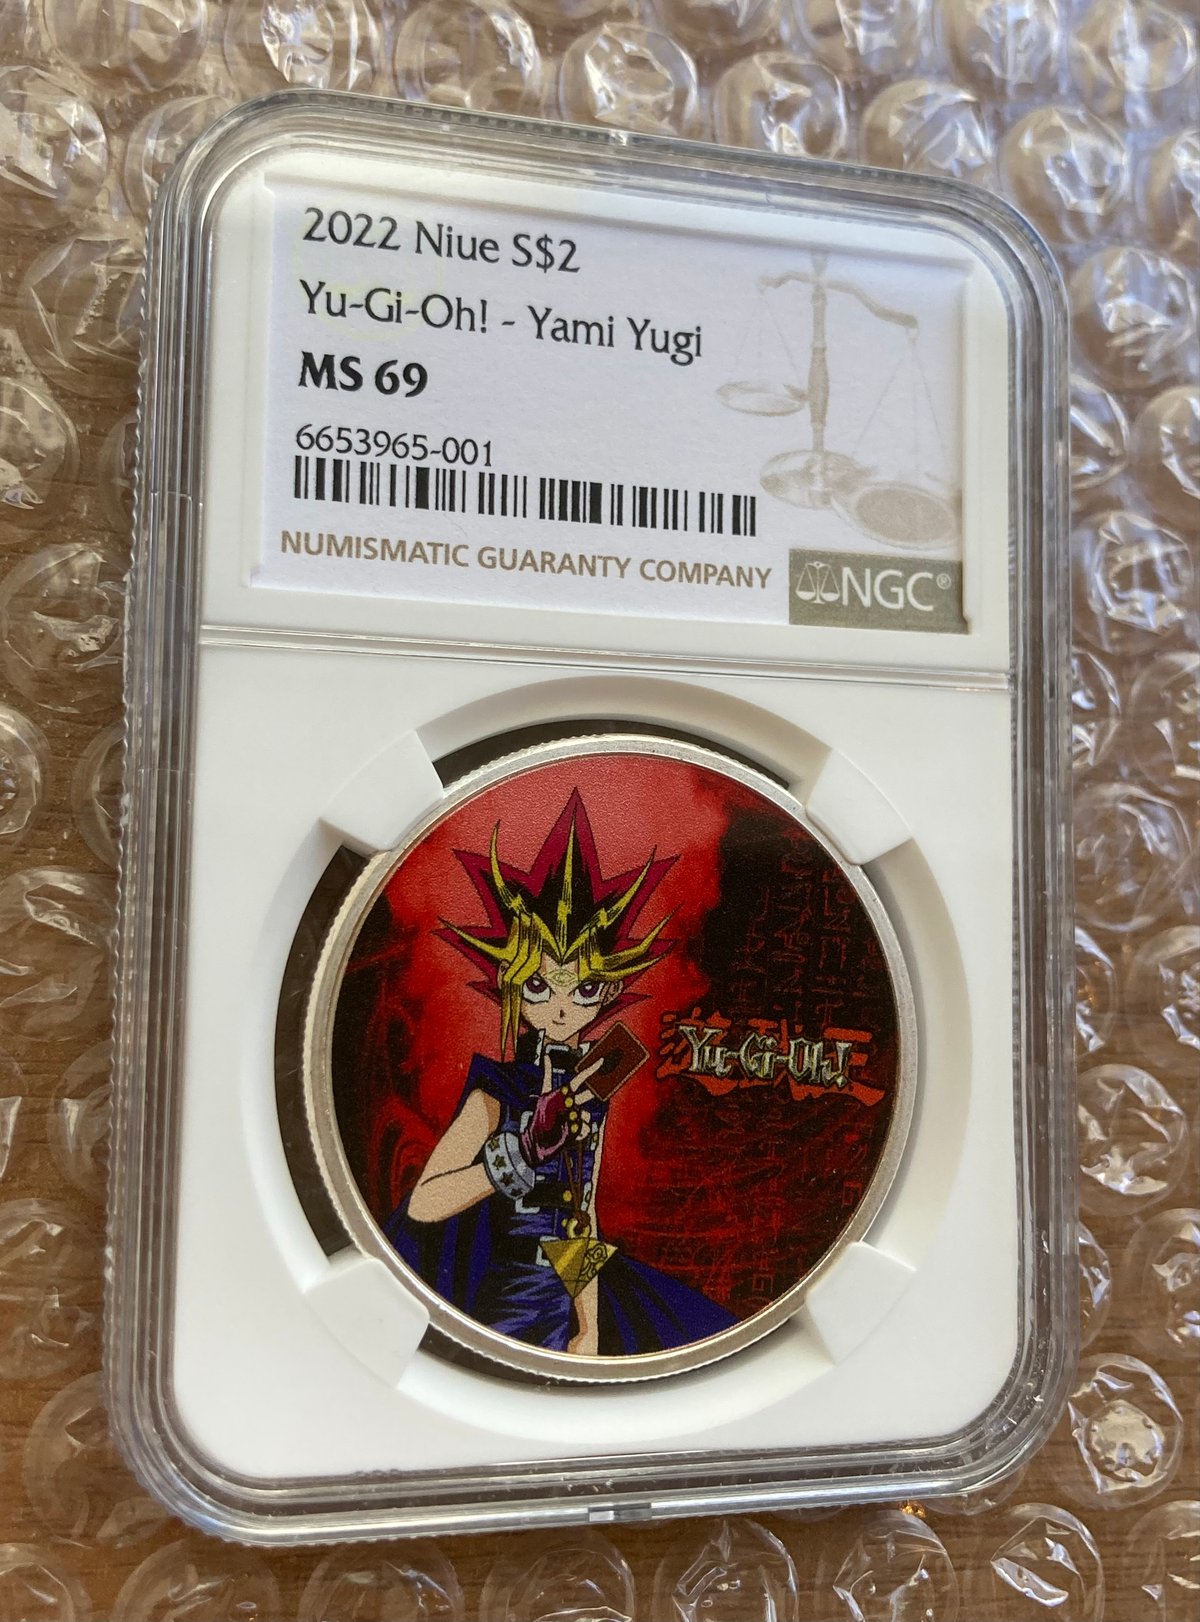 2022 Niue S$2
Yu-Gi-Oh! - Yami Yugi
MS 69
6653965-001
NUMISMATIC GUARANTY COMPANY
NGC®
Yu-Gi-Oh!